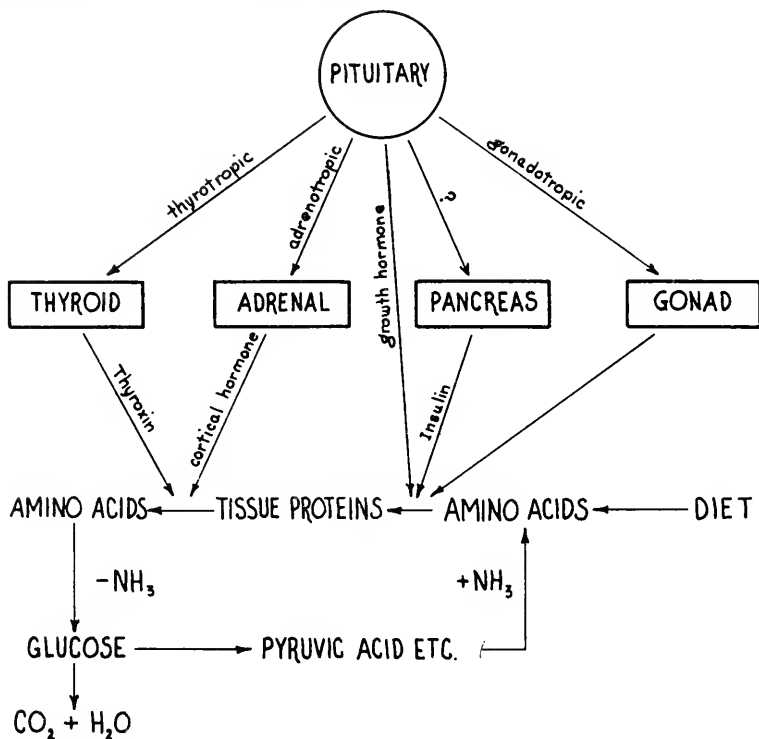 PITUITARY
thyrotropic
adrenotropic
growth hormone
?
gonadotropic
THYROID
ADRENAL
PANCREAS
GONAD
Thyroxin
cortical hormone
Insulin
AMINO ACIDS
TISSUE PROTEINS
AMINO ACIDS
DIET
-NH₃
+NH₃
GLUCOSE
PYRUVIC ACID ETC.
CO₂ + H₂O